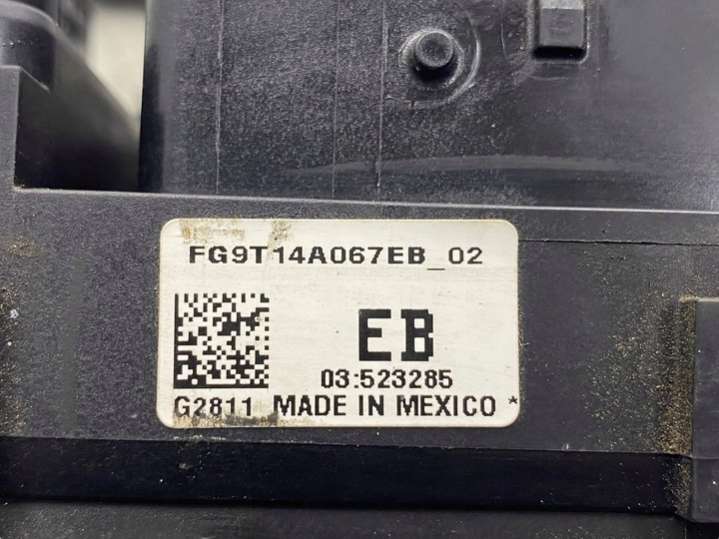 FG9T14A067EB_02
EB
03:523285
G2811 MADE IN MEXICO *